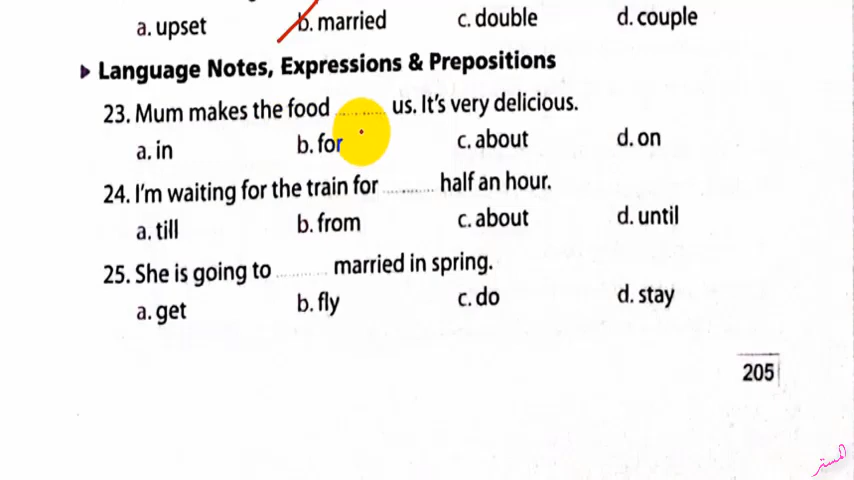 a. upset b. married c. double d. couple
Language Notes, Expressions & Prepositions
23. Mum makes the food .......... us. It's very delicious.
a. in b. for c. about d. on
24. I'm waiting for the train for .......... half an hour.
a. till b. from c. about d. until
25. She is going to .......... married in spring.
a. get b. fly c. do d. stay
205
المستر